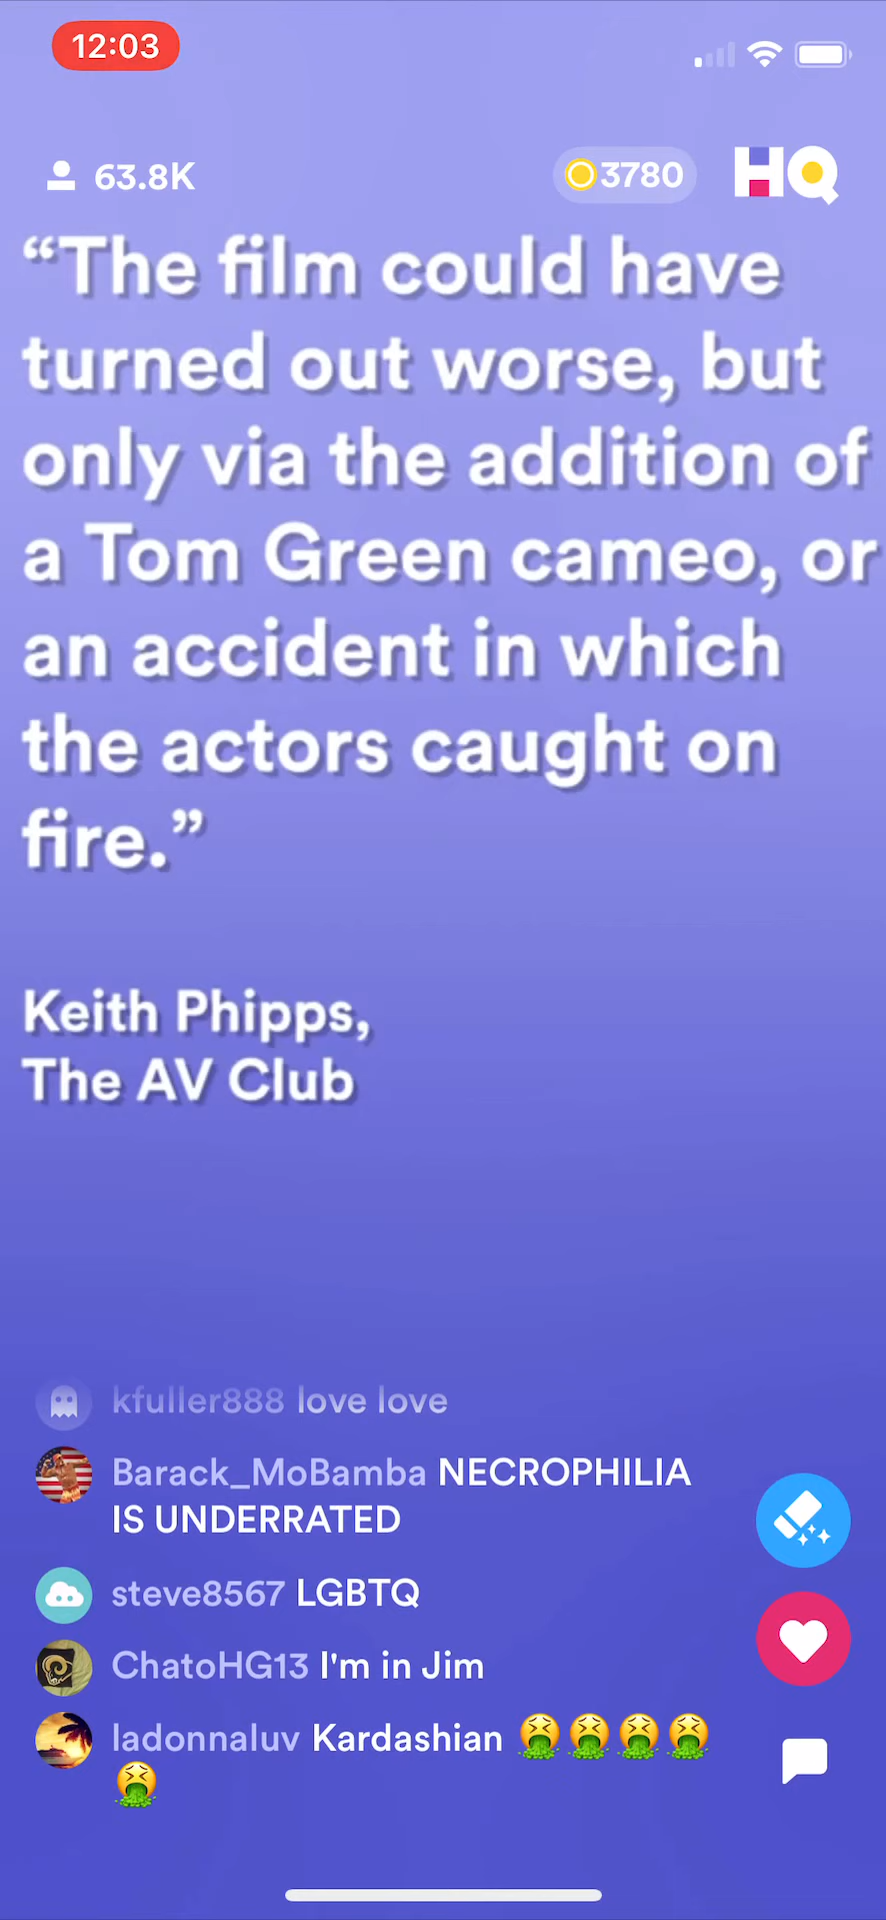 12:03
63.8K
3780
HQ
“The film could have
turned out worse, but
only via the addition of
a Tom Green cameo, or
an accident in which
the actors caught on
fire.”
Keith Phipps,
The AV Club
kfuller888 love love
Barack_MoBamba NECROPHILIA
IS UNDERRATED
steve8567 LGBTQ
ChatoHG13 I'm in Jim
ladonnaluv Kardashian 🤮🤮🤮🤮
🤮